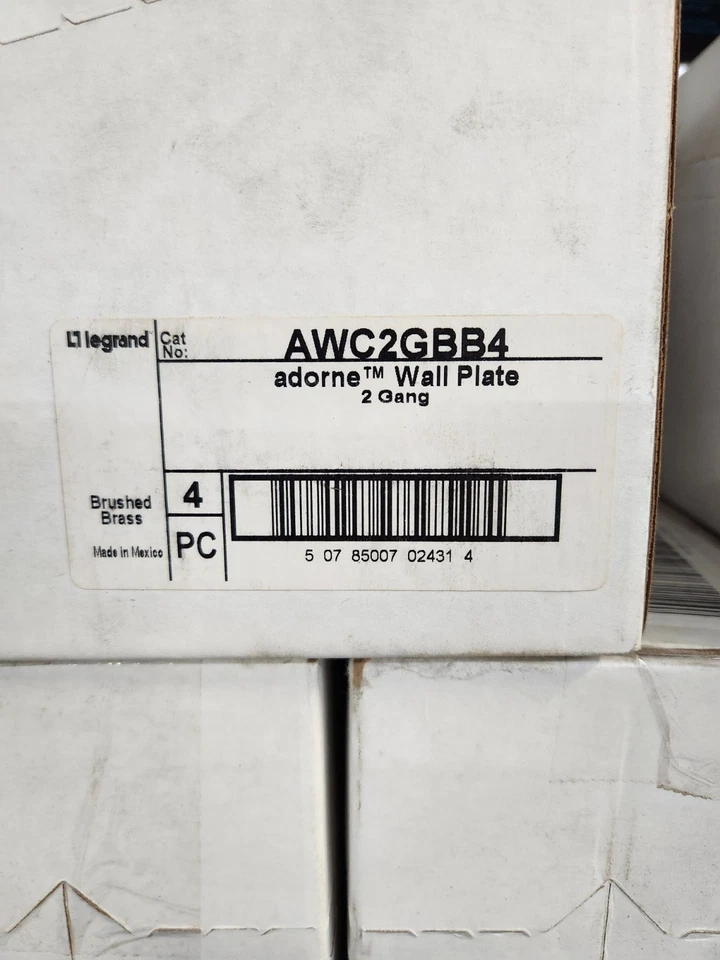 legrand
Cat
No:
AWC2GBB4
adorne™ Wall Plate
2 Gang
Brushed
Brass
Made in Mexico
4
PC
5 07 85007 02431 4